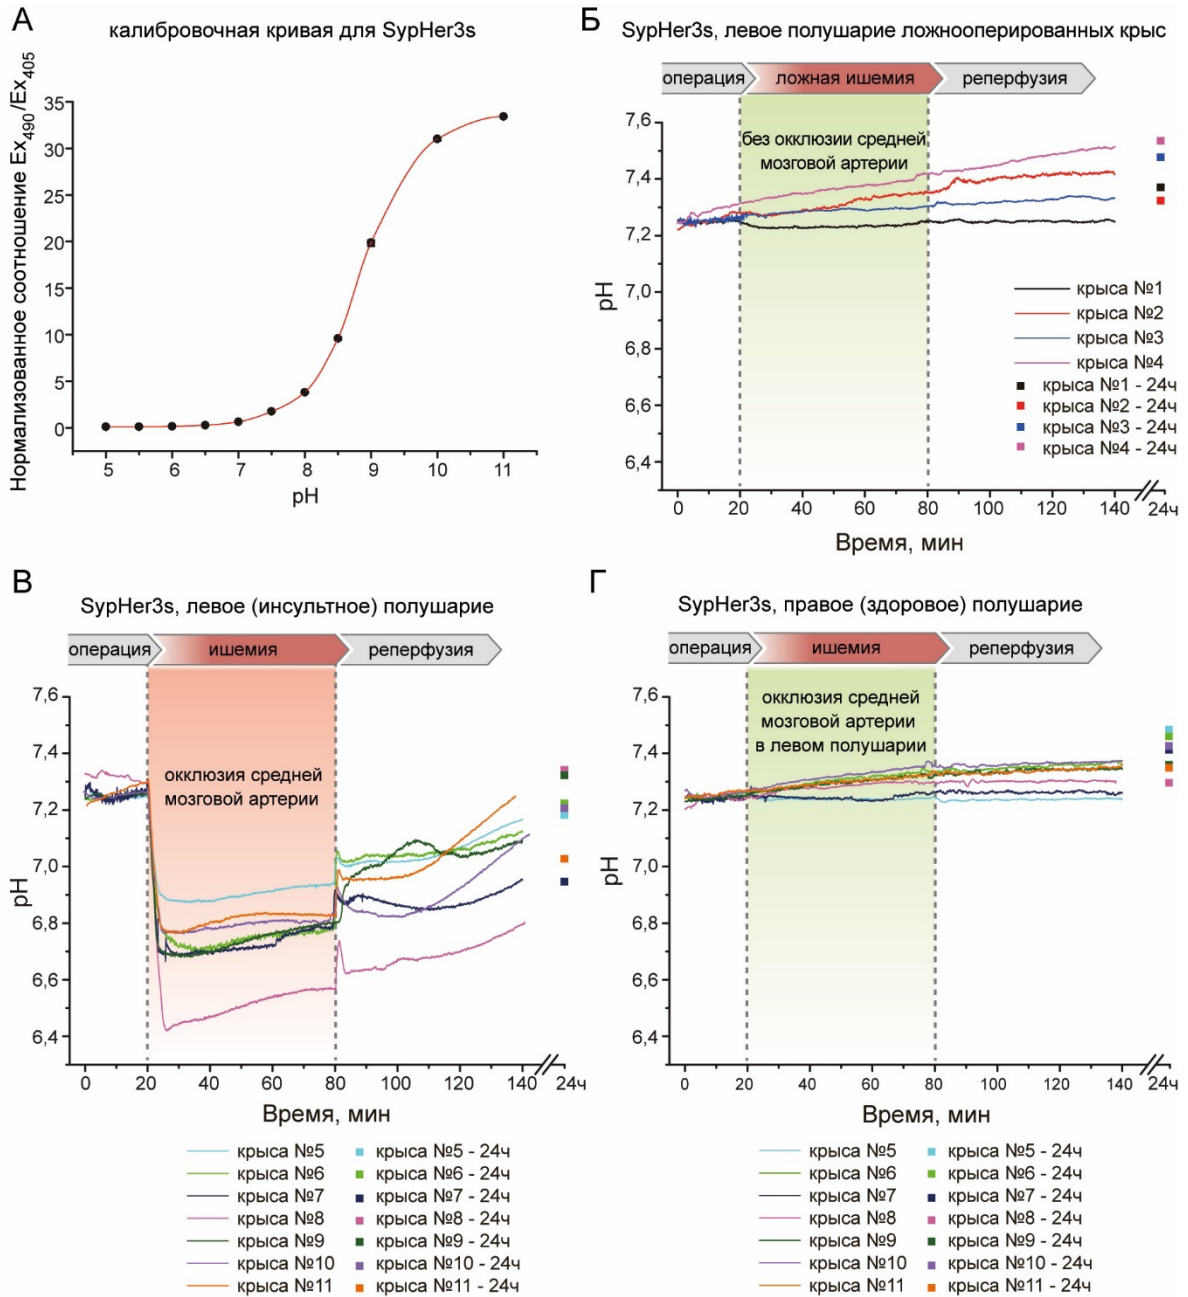 А
калибровочная кривая для SypHer3s
Нормализованное соотношение Ex490/Ex405
35
30
25
20
15
10
5
0
5 6 7 8 9 10 11
pH
Б
SypHer3s, левое полушарие ложнооперированных крыс
операция ложная ишемия реперфузия
без окклюзии средней
мозговой артерии
pH
7,6
7,4
7,2
7,0
6,8
6,6
6,4
крыса №1
крыса №2
крыса №3
крыса №4
крыса №1 - 24ч
крыса №2 - 24ч
крыса №3 - 24ч
крыса №4 - 24ч
0 20 40 60 80 100 120 140 24ч
Время, мин
В
SypHer3s, левое (инсультное) полушарие
операция ишемия реперфузия
окклюзия средней
мозговой артерии
pH
7,6
7,4
7,2
7,0
6,8
6,6
6,4
0 20 40 60 80 100 120 140 24ч
Время, мин
крыса №5 крыса №5 - 24ч
крыса №6 крыса №6 - 24ч
крыса №7 крыса №7 - 24ч
крыса №8 крыса №8 - 24ч
крыса №9 крыса №9 - 24ч
крыса №10 крыса №10 - 24ч
крыса №11 крыса №11 - 24ч
Г
SypHer3s, правое (здоровое) полушарие
операция ишемия реперфузия
окклюзия средней
мозговой артерии
в левом полушарии
pH
7,6
7,4
7,2
7,0
6,8
6,6
6,4
0 20 40 60 80 100 120 140 24ч
Время, мин
крыса №5 крыса №5 - 24ч
крыса №6 крыса №6 - 24ч
крыса №7 крыса №7 - 24ч
крыса №8 крыса №8 - 24ч
крыса №9 крыса №9 - 24ч
крыса №10 крыса №10 - 24ч
крыса №11 крыса №11 - 24ч